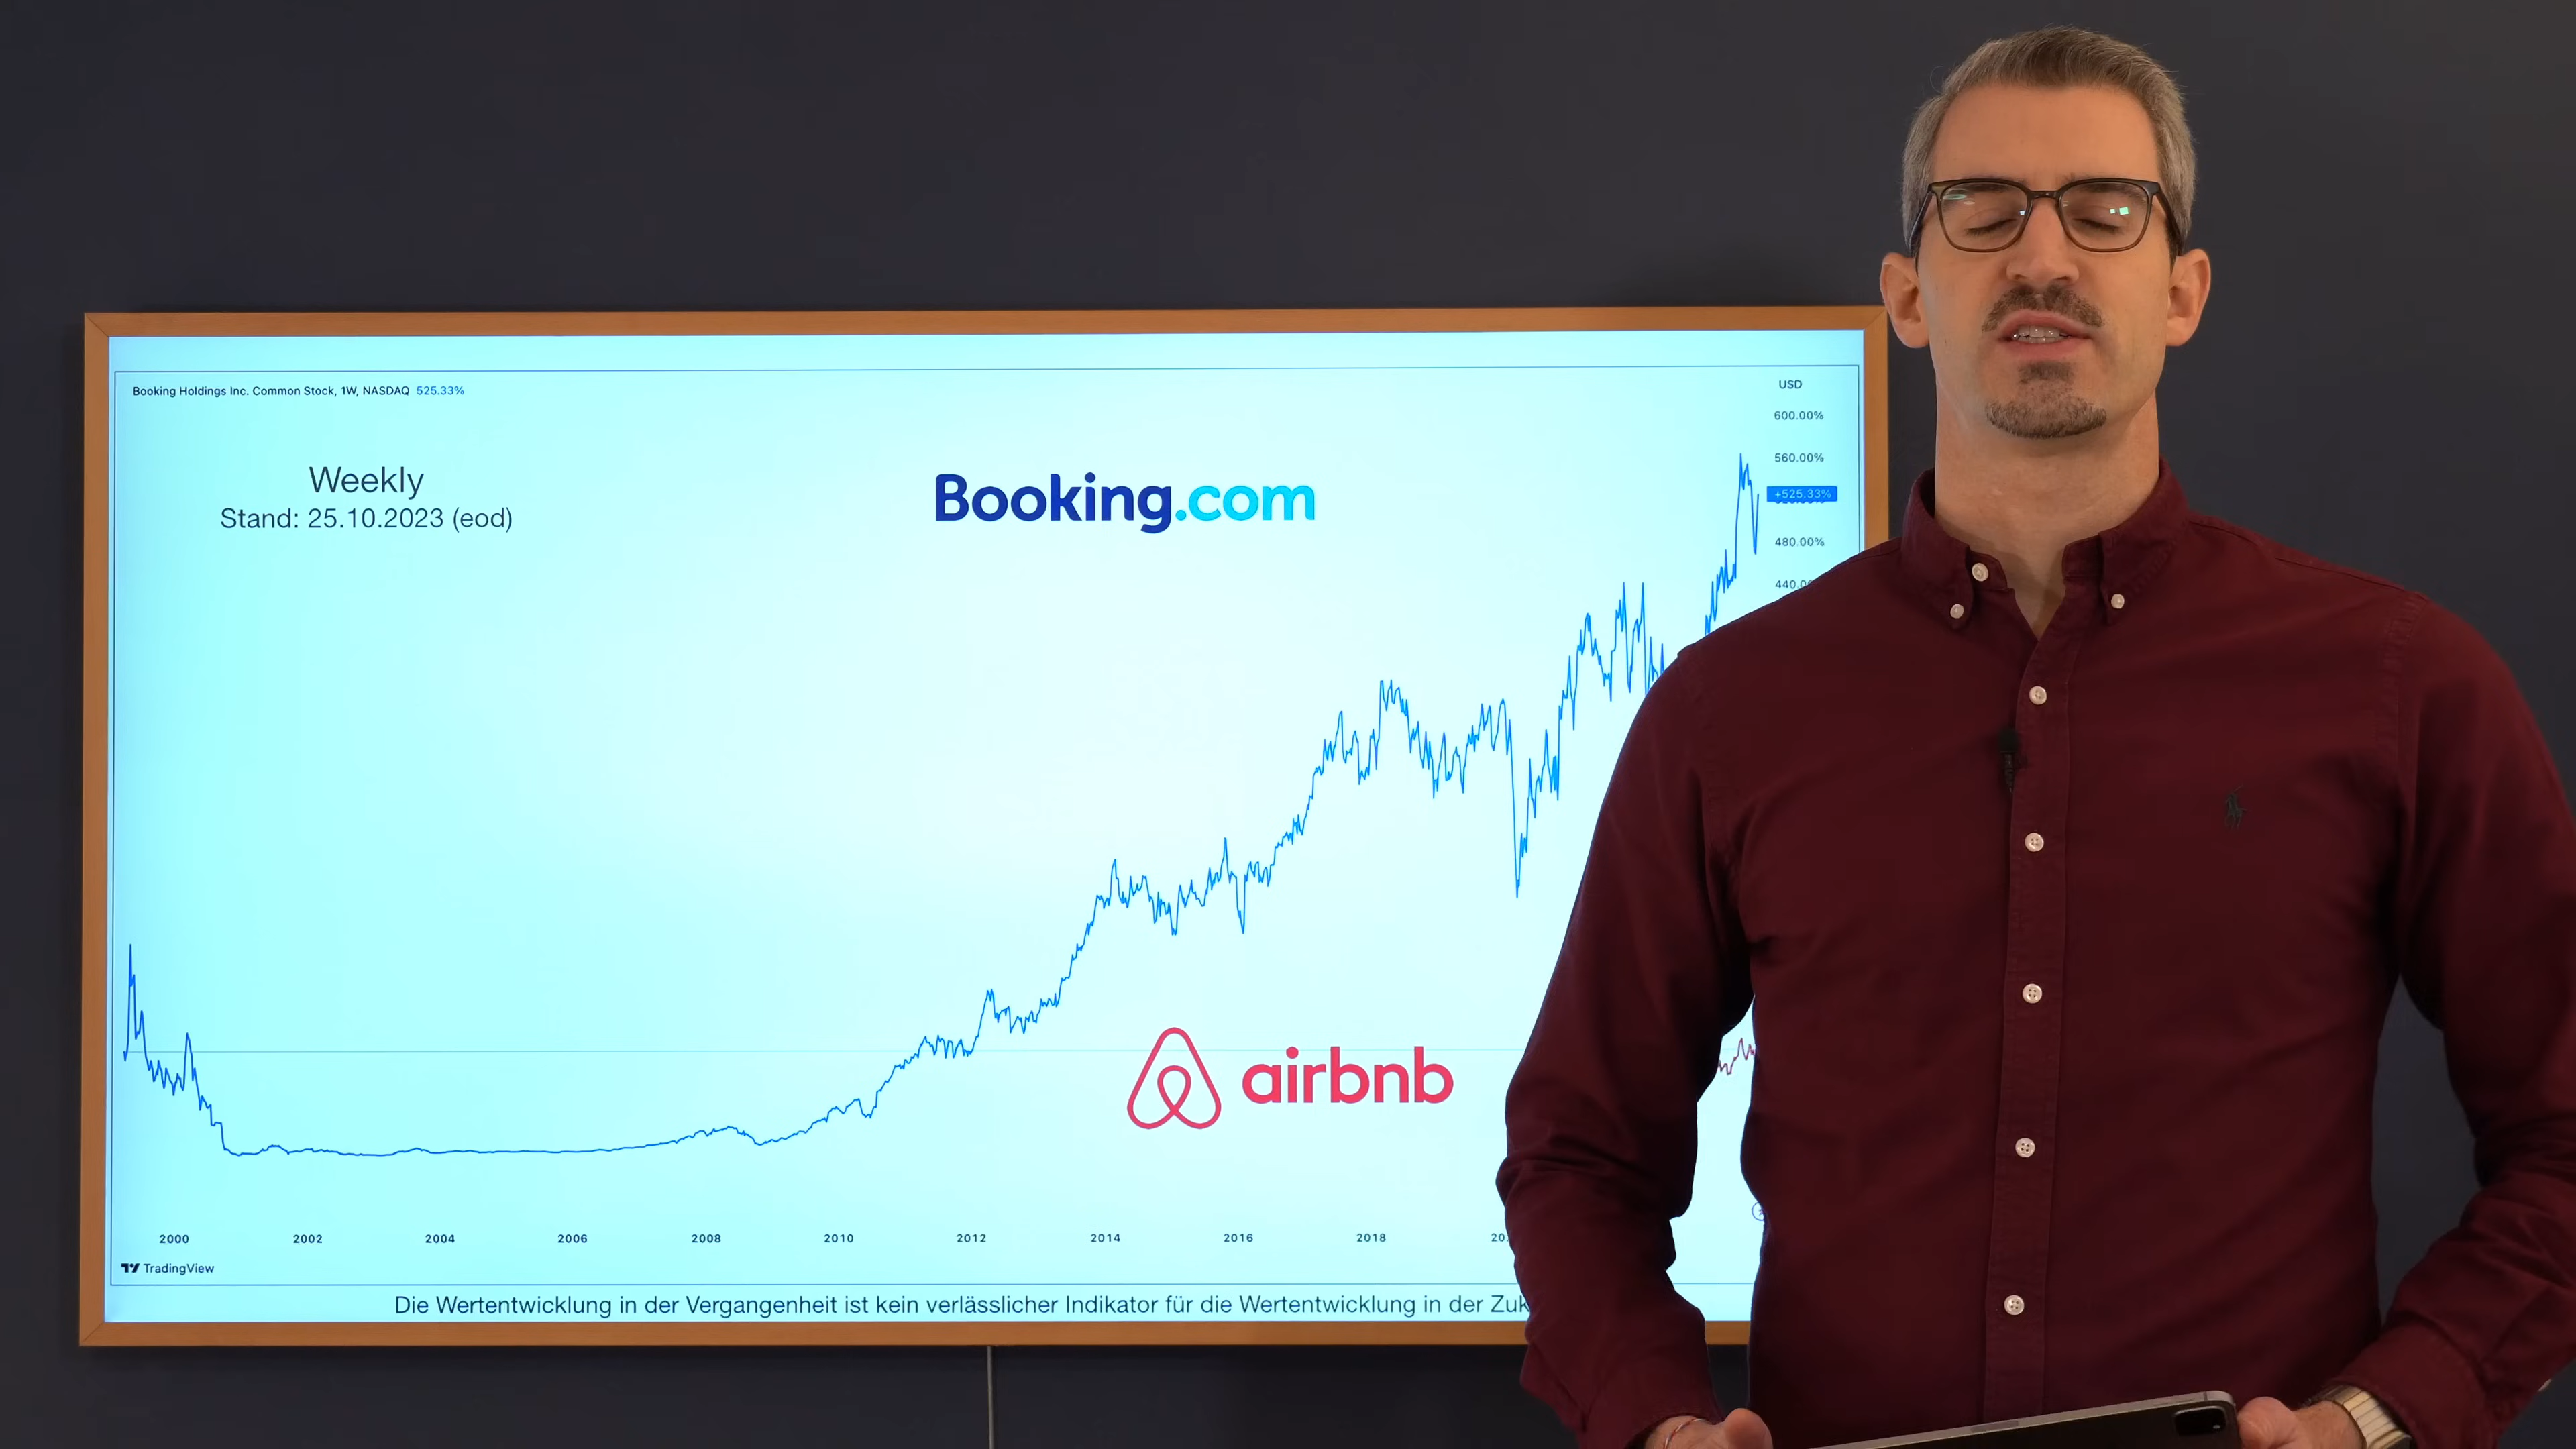 Booking Holdings Inc. Common Stock, 1W, NASDAQ 525.33%
USD
600.00%
560.00%
+525.33%
480.00%
Weekly
Stand: 25.10.2023 (eod)
Booking.com
airbnb
2000 2002 2004 2006 2008 2010 2012 2014 2016 2018
TradingView
Die Wertentwicklung in der Vergangenheit ist kein verlässlicher Indikator für die Wertentwicklung in der